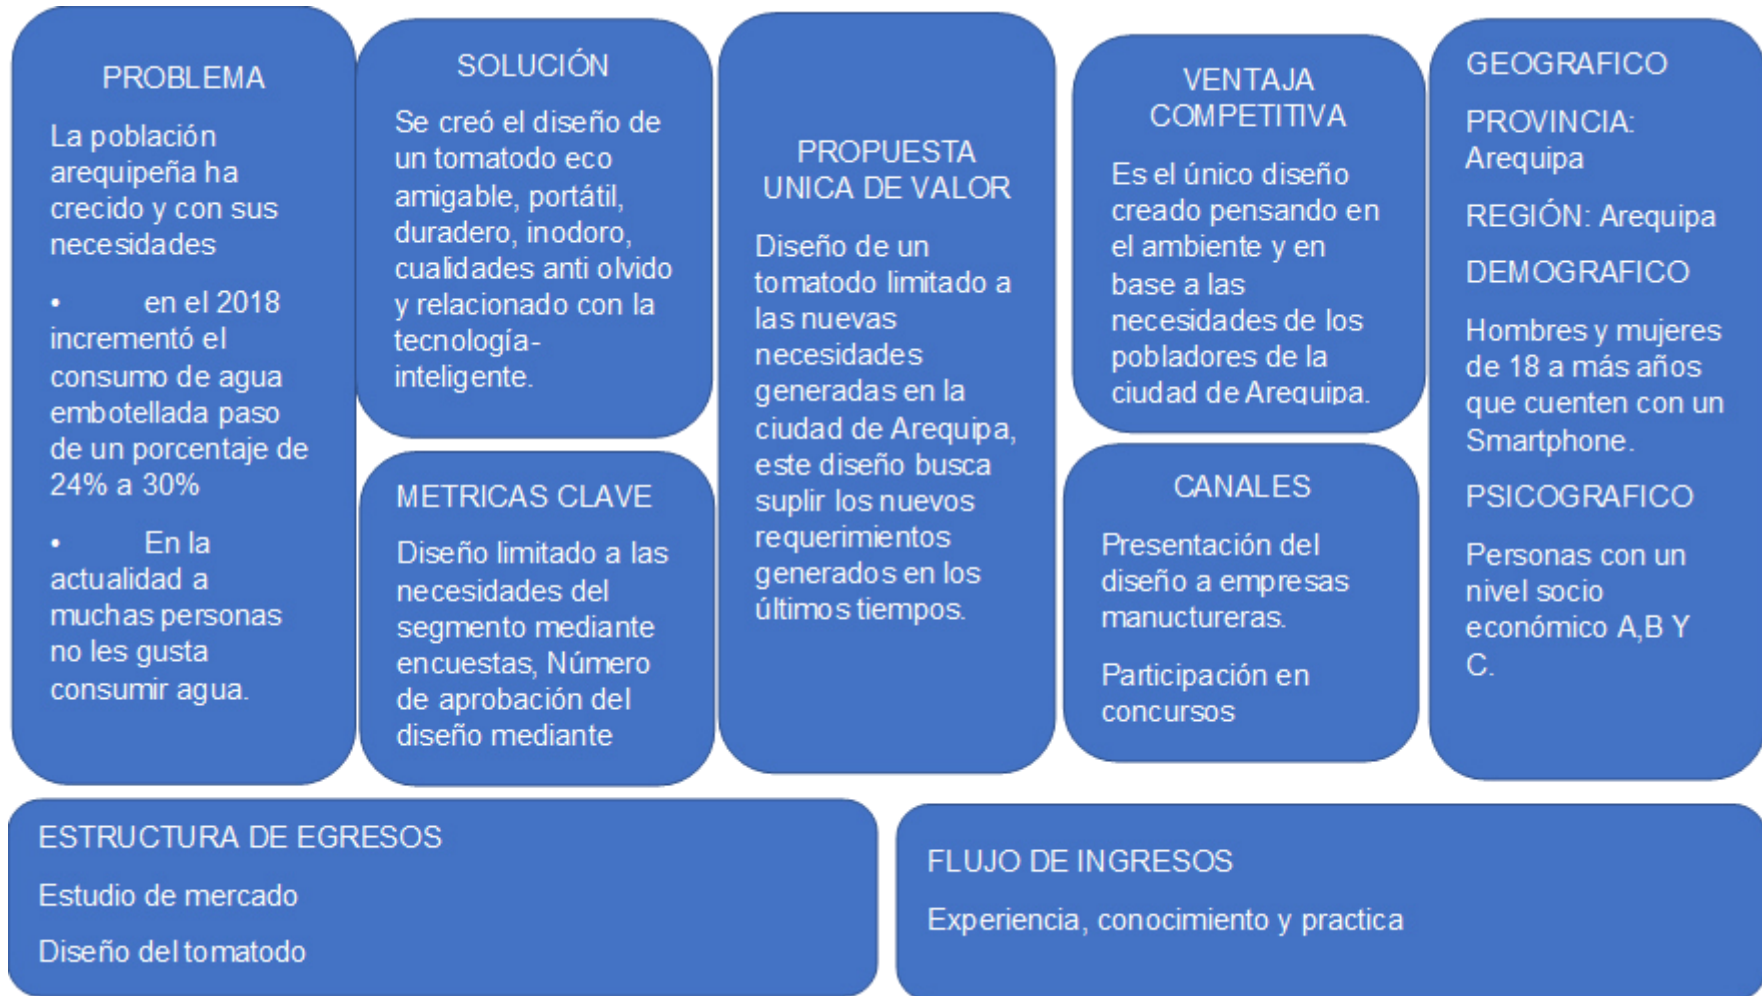 PROBLEMA
La población
arequipeña ha
crecido y con sus
necesidades
• en el 2018
incrementó el
consumo de agua
embotellada paso
de un porcentaje de
24% a 30%
• En la
actualidad a
muchas personas
no les gusta
consumir agua.
SOLUCIÓN
Se creó el diseño de
un tomatodo eco
amigable, portátil,
duradero, inodoro,
cualidades anti olvido
y relacionado con la
tecnología-
inteligente.
METRICAS CLAVE
Diseño limitado a las
necesidades del
segmento mediante
encuestas, Número
de aprobación del
diseño mediante
PROPUESTA
UNICA DE VALOR
Diseño de un
tomatodo limitado a
las nuevas
necesidades
generadas en la
ciudad de Arequipa,
este diseño busca
suplir los nuevos
requerimientos
generados en los
últimos tiempos.
VENTAJA
COMPETITIVA
Es el único diseño
creado pensando en
el ambiente y en
base a las
necesidades de los
pobladores de la
ciudad de Arequipa.
CANALES
Presentación del
diseño a empresas
manuctureras.
Participación en
concursos
GEOGRAFICO
PROVINCIA:
Arequipa
REGIÓN: Arequipa
DEMOGRAFICO
Hombres y mujeres
de 18 a más años
que cuenten con un
Smartphone.
PSICOGRAFICO
Personas con un
nivel socio
económico A,B Y
C.
ESTRUCTURA DE EGRESOS
Estudio de mercado
Diseño del tomatodo
FLUJO DE INGRESOS
Experiencia, conocimiento y practica